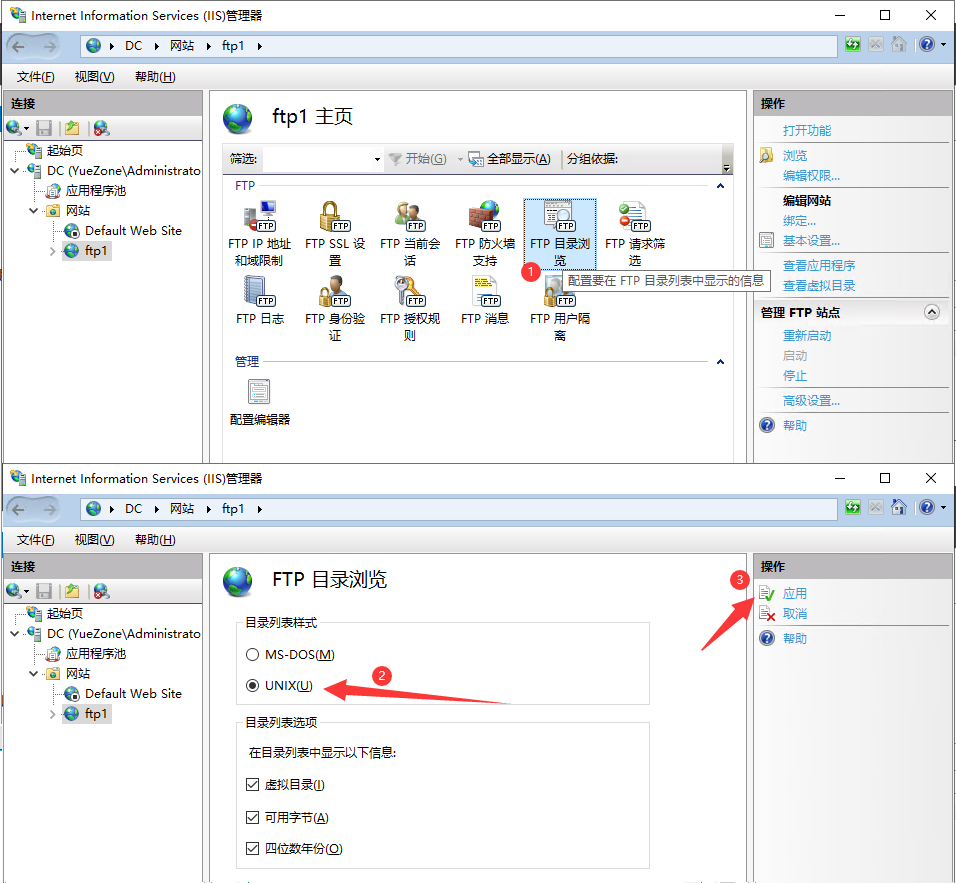 Internet Information Services (IIS)管理器
DC 网站 ftp1
文件(F) 视图(V) 帮助(H)
连接
起始页
DC (YueZone\Administrato
应用程序池
网站
Default Web Site
ftp1
ftp1 主页
筛选: 开始(G) 全部显示(A) 分组依据:
FTP
FTP IP 地址和域限制
FTP SSL 设置
FTP 当前会话
FTP 防火墙支持
FTP 目录浏览
FTP 请求筛选
1
配置要在 FTP 目录列表中显示的信息
FTP 日志
FTP 身份验证
FTP 授权规则
FTP 消息
FTP 用户隔离
管理
配置编辑器
操作
打开功能
浏览
编辑权限...
编辑网站
绑定...
基本设置...
查看应用程序
查看虚拟目录
管理 FTP 站点
重新启动
启动
停止
高级设置...
帮助
Internet Information Services (IIS)管理器
DC 网站 ftp1
文件(F) 视图(V) 帮助(H)
连接
起始页
DC (YueZone\Administrato
应用程序池
网站
Default Web Site
ftp1
FTP 目录浏览
目录列表样式
MS-DOS(M)
UNIX(U)
2
目录列表选项
在目录列表中显示以下信息:
虚拟目录(I)
可用字节(A)
四位数年份(O)
操作
3
应用
取消
帮助